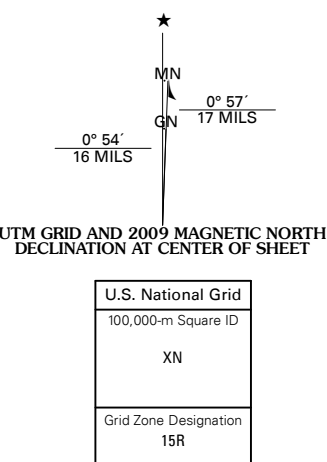 ★
MN
0° 57´
17 MILS
GN
0° 54´
16 MILS
UTM GRID AND 2009 MAGNETIC NORTH
DECLINATION AT CENTER OF SHEET
U.S. National Grid
100,000-m Square ID
XN
Grid Zone Designation
15R